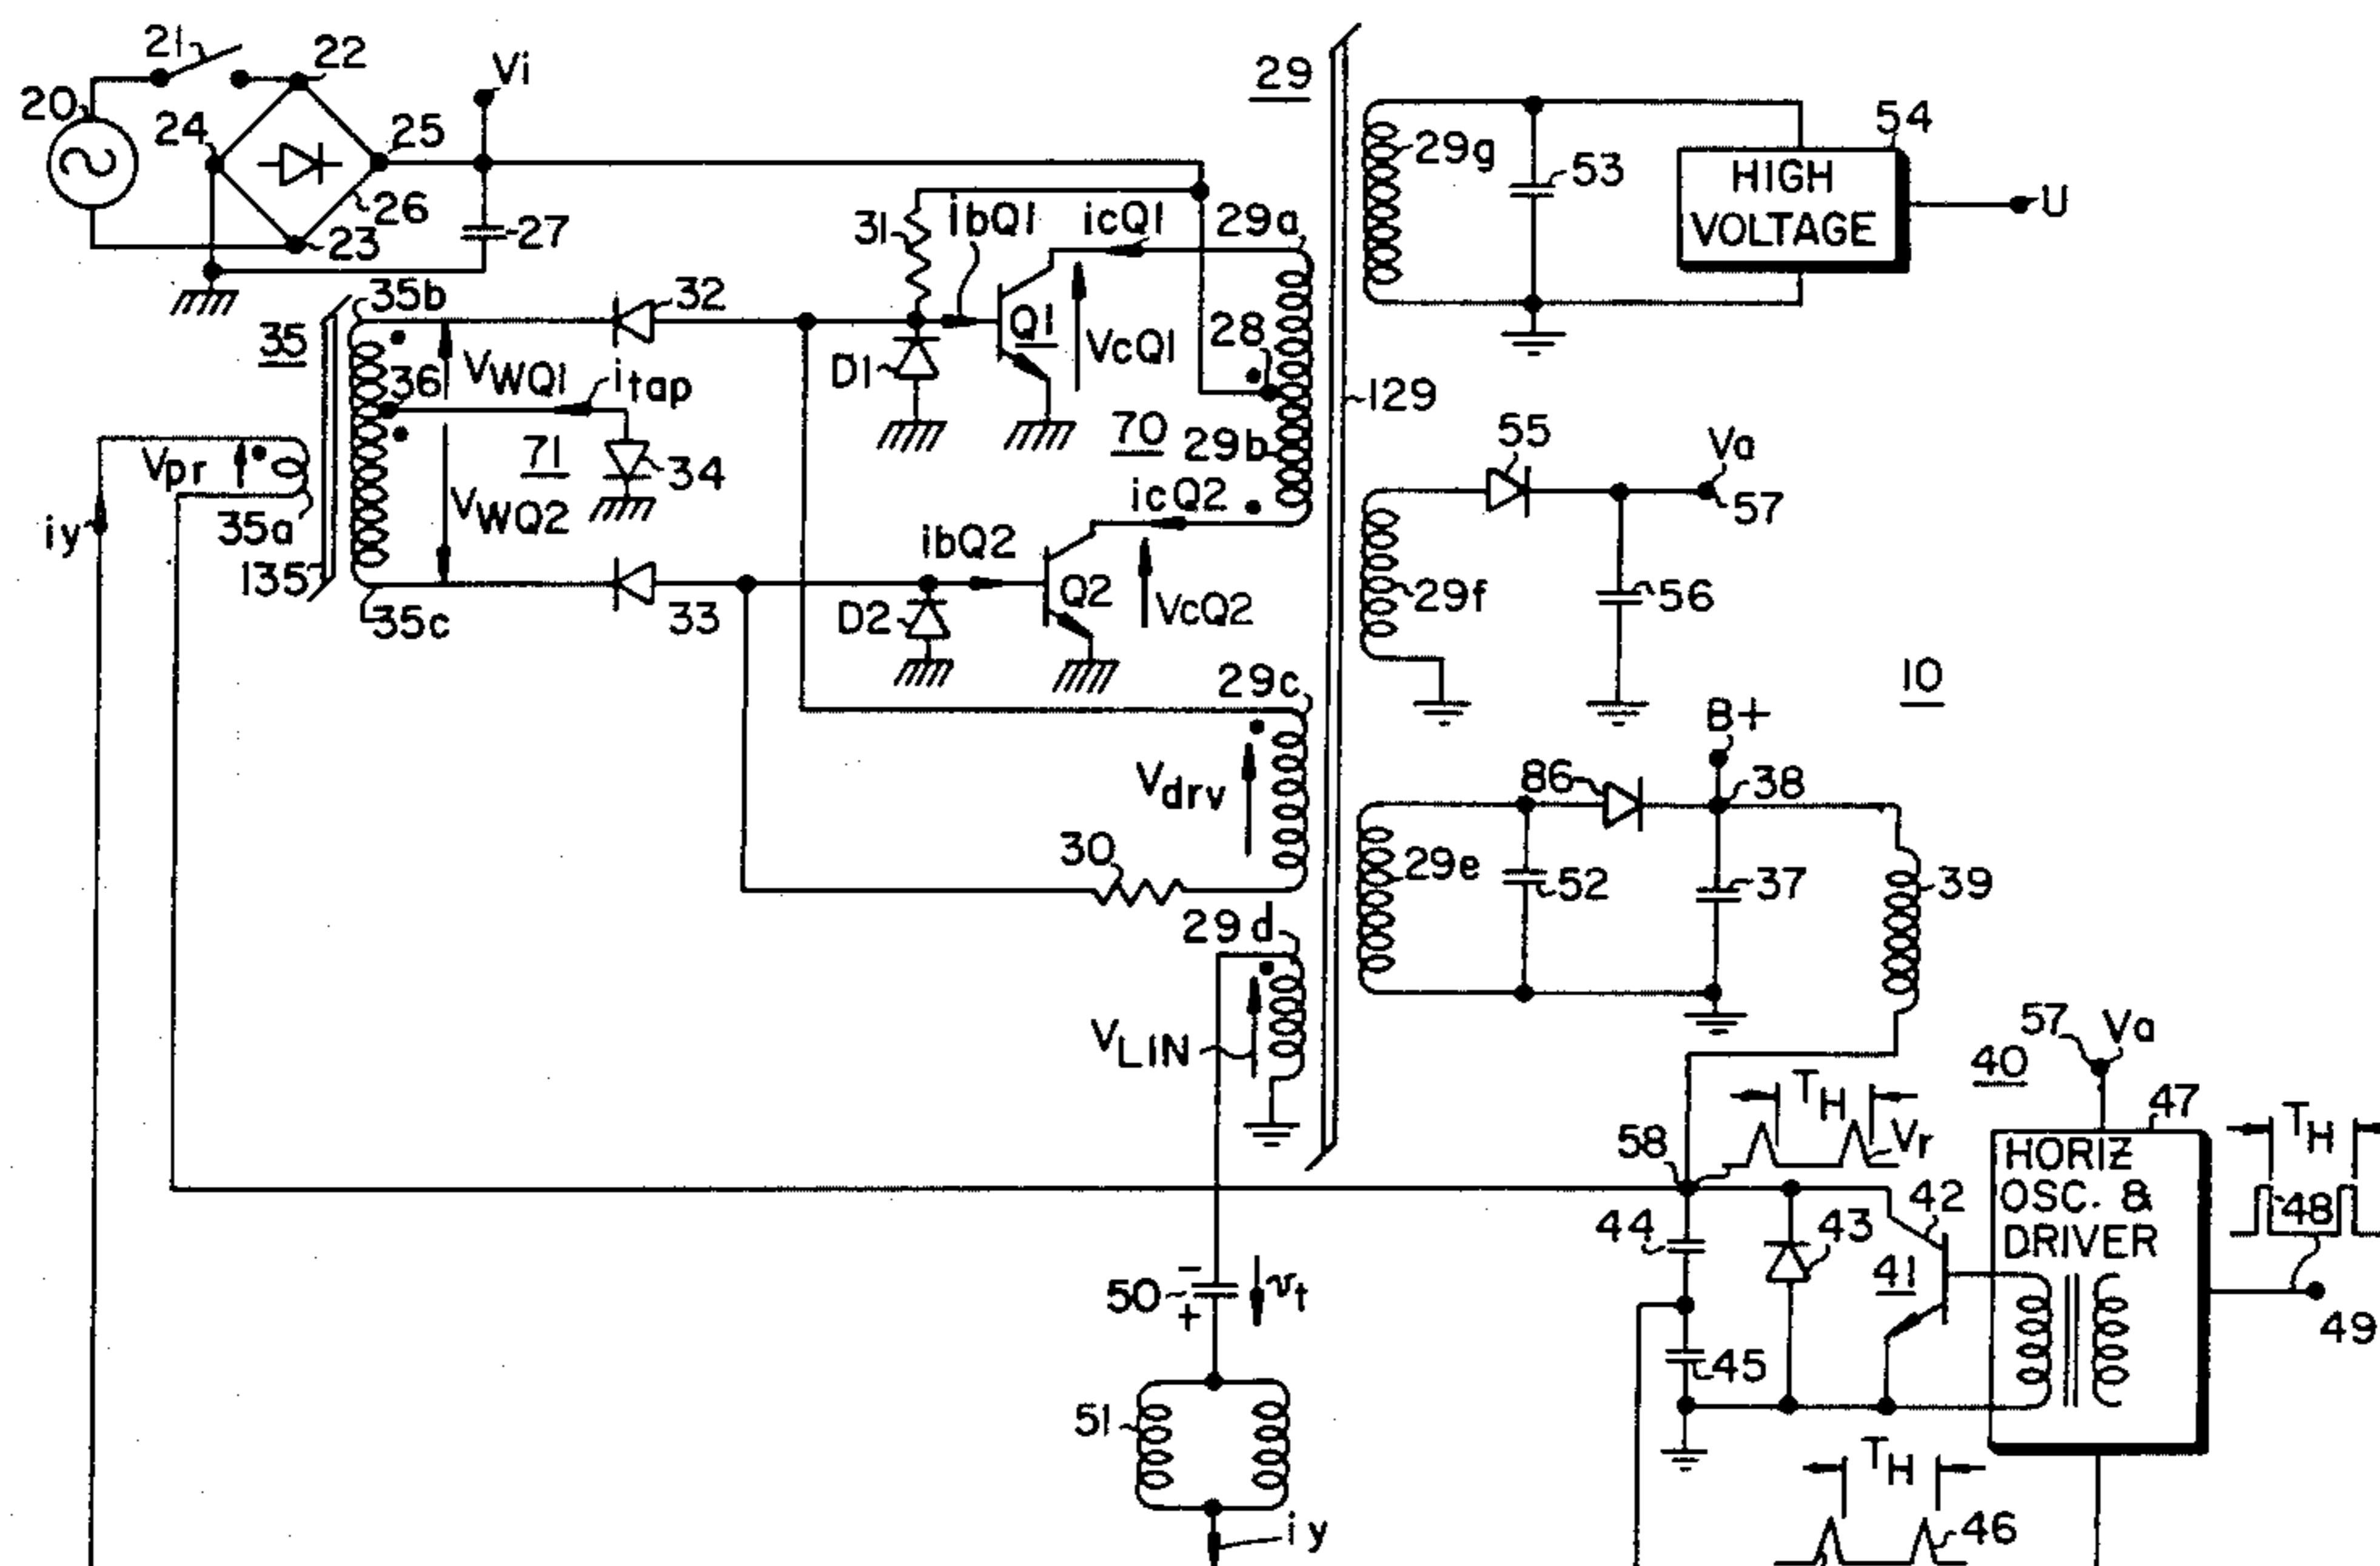 21
22
Vi
29
20
24
25
54
29g
53
HIGH
VOLTAGE
U
26
23
27
31
ibQ1
icQ1
29a
35b
32
35
36
VWQ1
itap
D1
Q1
VcQ1
28
129
70
29b
71
34
Vpr
35a
iy
135
VWQ2
35c
33
ibQ2
icQ2
D2
Q2
VcQ2
55
Va
57
29f
56
10
29c
Vdrv
30
B+
86
38
29e
52
37
39
29d
VLIN
57
Va
40
47
TH
58
Vr
TH
HORIZ
OSC. &
DRIVER
42
48
44
43
41
49
50
-
+
vt
45
51
TH
iy
46